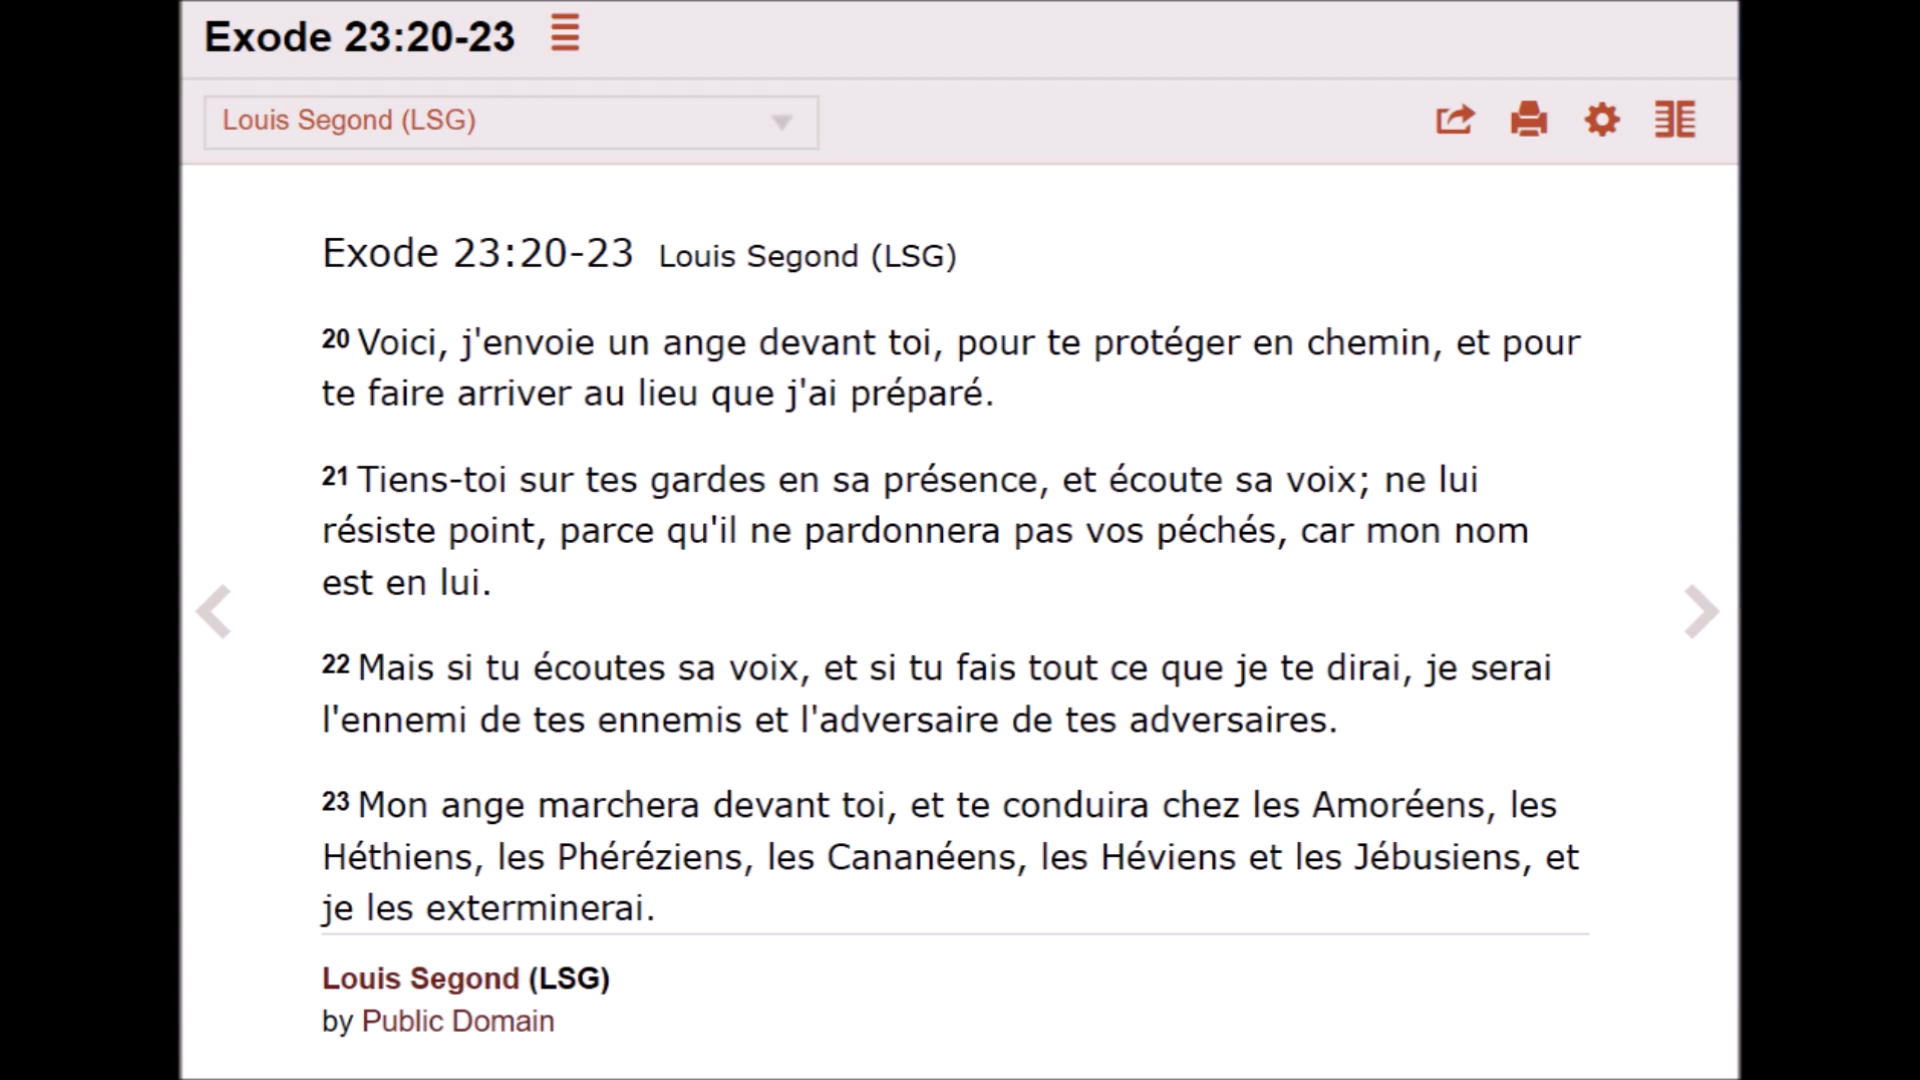 Exode 23:20-23
Louis Segond (LSG)
Exode 23:20-23 Louis Segond (LSG)
20 Voici, j'envoie un ange devant toi, pour te protéger en chemin, et pour
te faire arriver au lieu que j'ai préparé.
21 Tiens-toi sur tes gardes en sa présence, et écoute sa voix; ne lui
résiste point, parce qu'il ne pardonnera pas vos péchés, car mon nom
est en lui.
22 Mais si tu écoutes sa voix, et si tu fais tout ce que je te dirai, je serai
l'ennemi de tes ennemis et l'adversaire de tes adversaires.
23 Mon ange marchera devant toi, et te conduira chez les Amoréens, les
Héthiens, les Phéréziens, les Cananéens, les Héviens et les Jébusiens, et
je les exterminerai.
Louis Segond (LSG)
by Public Domain